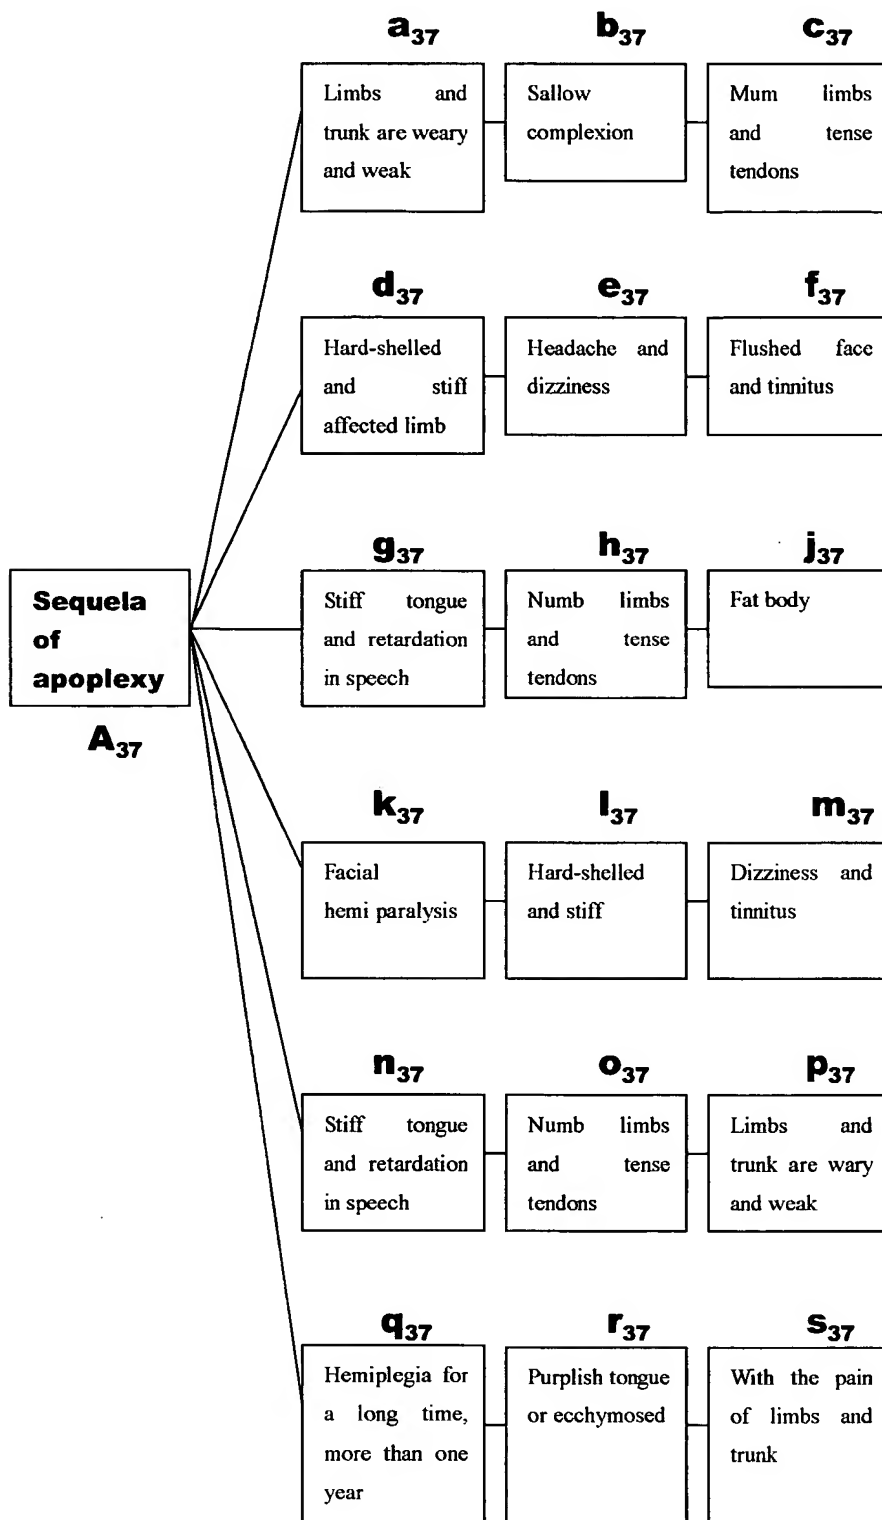 a37
b37
c37
Limbs and
trunk are weary
and weak
Sallow
complexion
Mum limbs
and tense
tendons
d37
e37
f37
Hard-shelled
and stiff
affected limb
Headache and
dizziness
Flushed face
and tinnitus
g37
h37
j37
Sequela
of
apoplexy
A37
Stiff tongue
and retardation
in speech
Numb limbs
and tense
tendons
Fat body
k37
l37
m37
Facial
hemi paralysis
Hard-shelled
and stiff
Dizziness and
tinnitus
n37
o37
p37
Stiff tongue
and retardation
in speech
Numb limbs
and tense
tendons
Limbs and
trunk are wary
and weak
q37
r37
s37
Hemiplegia for
a long time,
more than one
year
Purplish tongue
or ecchymosed
With the pain
of limbs and
trunk